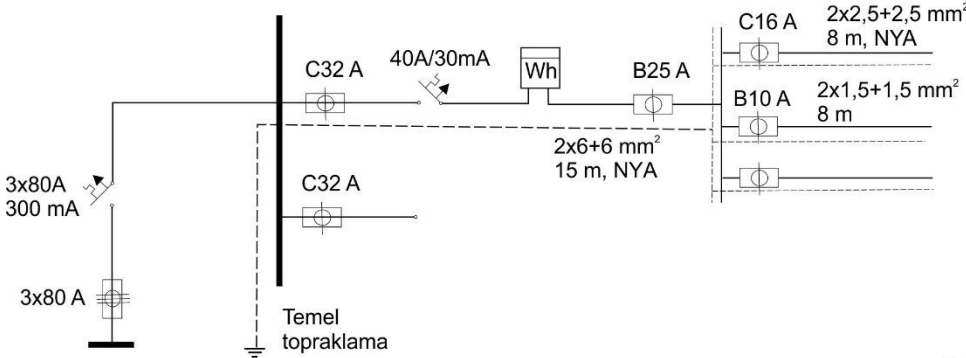 C16 A
2x2,5+2,5 mm²
8 m, NYA
C32 A
40A/30mA
Wh
B25 A
B10 A
2x1,5+1,5 mm²
8 m
2x6+6 mm²
15 m, NYA
3x80A
300 mA
C32 A
3x80 A
Temel
topraklama